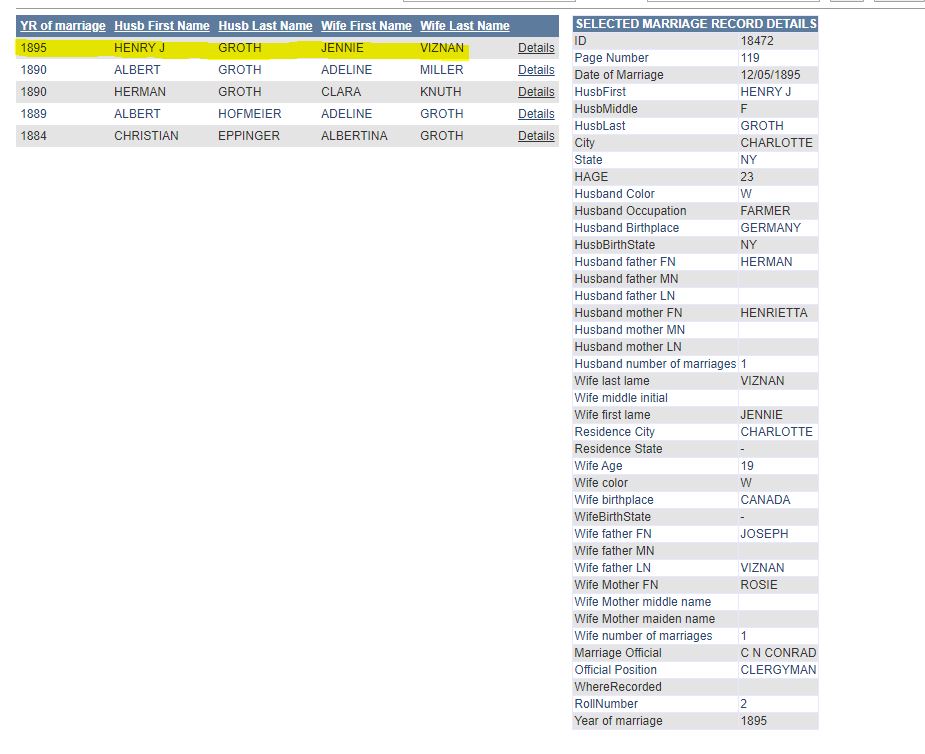 YR of marriage Husb First Name Husb Last Name Wife First Name Wife Last Name
1895 HENRY J GROTH JENNIE VIZNAN Details
1890 ALBERT GROTH ADELINE MILLER Details
1890 HERMAN GROTH CLARA KNUTH Details
1889 ALBERT HOFMEIER ADELINE GROTH Details
1884 CHRISTIAN EPPINGER ALBERTINA GROTH Details
SELECTED MARRIAGE RECORD DETAILS
ID 18472
Page Number 119
Date of Marriage 12/05/1895
HusbFirst HENRY J
HusbMiddle F
HusbLast GROTH
City CHARLOTTE
State NY
HAGE 23
Husband Color W
Husband Occupation FARMER
Husband Birthplace GERMANY
HusbBirthState NY
Husband father FN HERMAN
Husband father MN
Husband father LN
Husband mother FN HENRIETTA
Husband mother MN
Husband mother LN
Husband number of marriages 1
Wife last lame VIZNAN
Wife middle initial
Wife first lame JENNIE
Residence City CHARLOTTE
Residence State -
Wife Age 19
Wife color W
Wife birthplace CANADA
WifeBirthState -
Wife father FN JOSEPH
Wife father MN
Wife father LN VIZNAN
Wife Mother FN ROSIE
Wife Mother middle name
Wife Mother maiden name
Wife number of marriages 1
Marriage Official C N CONRAD
Official Position CLERGYMAN
WhereRecorded
RollNumber 2
Year of marriage 1895